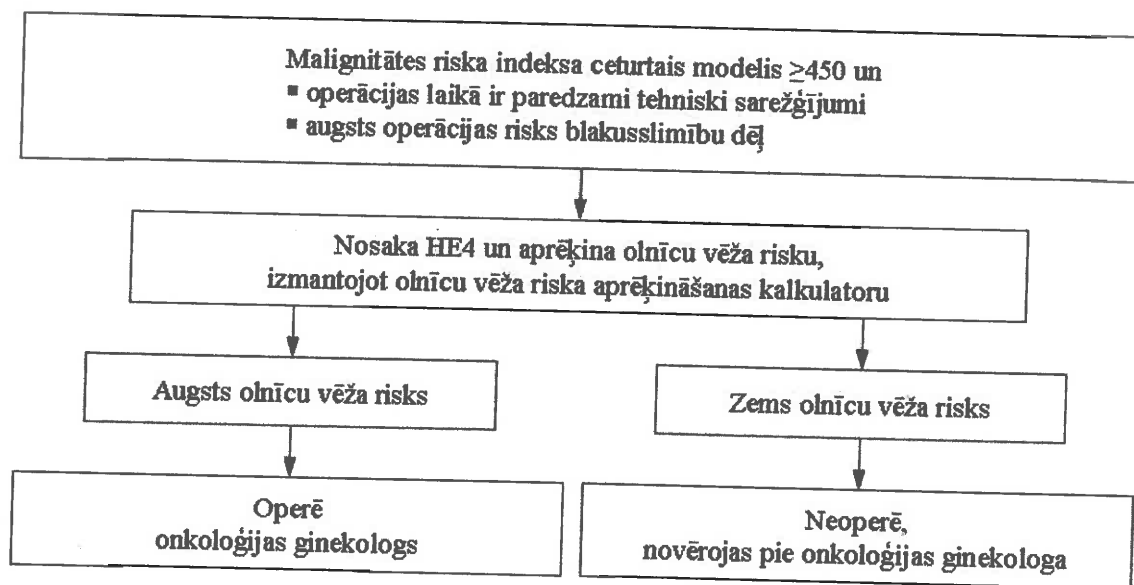 Malignitātes riska indeksa ceturtais modelis ≥450 un
▪ operācijas laikā ir paredzami tehniski sarežģījumi
▪ augsts operācijas risks blakusslimību dēļ
Nosaka HE4 un aprēķina olnīcu vēža risku,
izmantojot olnīcu vēža riska aprēķināšanas kalkulatoru
Augsts olnīcu vēža risks
Zems olnīcu vēža risks
Operē
onkoloģijas ginekologs
Neoperē,
novērojas pie onkoloģijas ginekologa